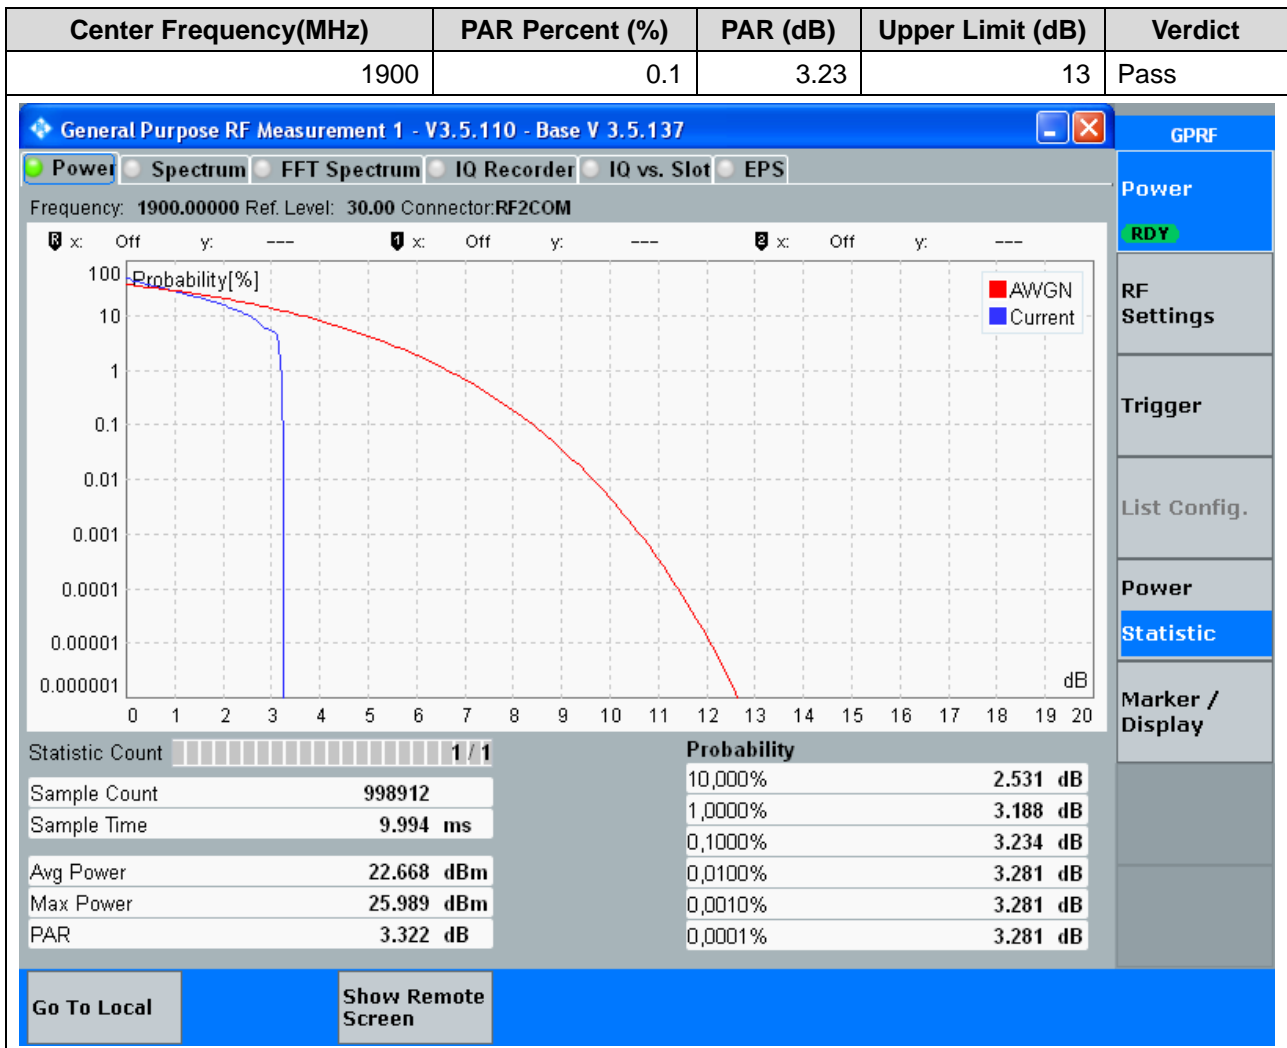 Center Frequency(MHz) PAR Percent (%) PAR (dB) Upper Limit (dB) Verdict
1900 0.1 3.23 13 Pass
General Purpose RF Measurement 1 - V3.5.110 - Base V 3.5.137
GPRF
Power Spectrum FFT Spectrum IQ Recorder IQ vs. Slot EPS
Frequency: 1900.00000 Ref. Level: 30.00 Connector:RF2COM
R x: Off y: --- 1 x: Off y: --- 2 x: Off y: ---
Probability[%]
AWGN
Current
100
10
1
0.1
0.01
0.001
0.0001
0.00001
0.000001
dB
0 1 2 3 4 5 6 7 8 9 10 11 12 13 14 15 16 17 18 19 20
Statistic Count 1 / 1
Sample Count 998912
Sample Time 9.994 ms
Avg Power 22.668 dBm
Max Power 25.989 dBm
PAR 3.322 dB
Probability
10,000% 2.531 dB
1,0000% 3.188 dB
0,1000% 3.234 dB
0,0100% 3.281 dB
0,0010% 3.281 dB
0,0001% 3.281 dB
Power
RDY
RF
Settings
Trigger
List Config.
Power
Statistic
Marker /
Display
Go To Local
Show Remote
Screen